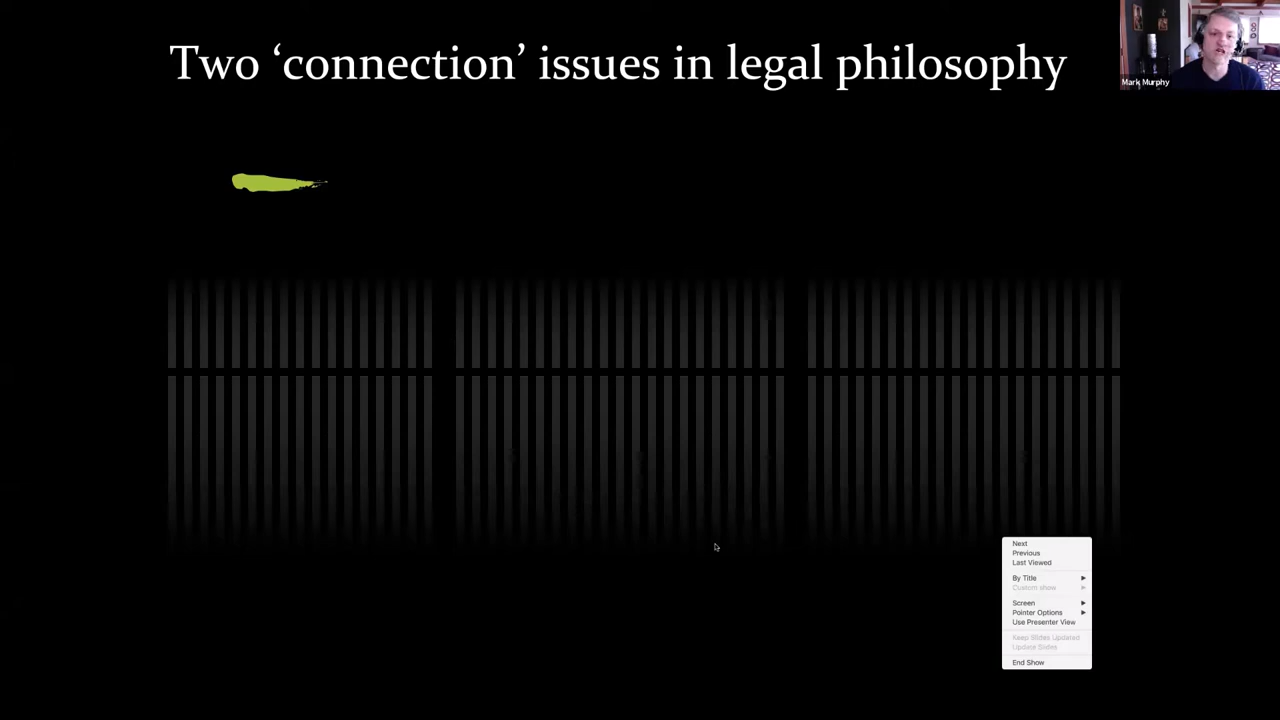 Two ‘connection’ issues in legal philosophy
Mark Murphy
Next
Previous
Last Viewed
By Title
Custom show
Screen
Pointer Options
Use Presenter View
Keep Slides Updated
Update Slides
End Show